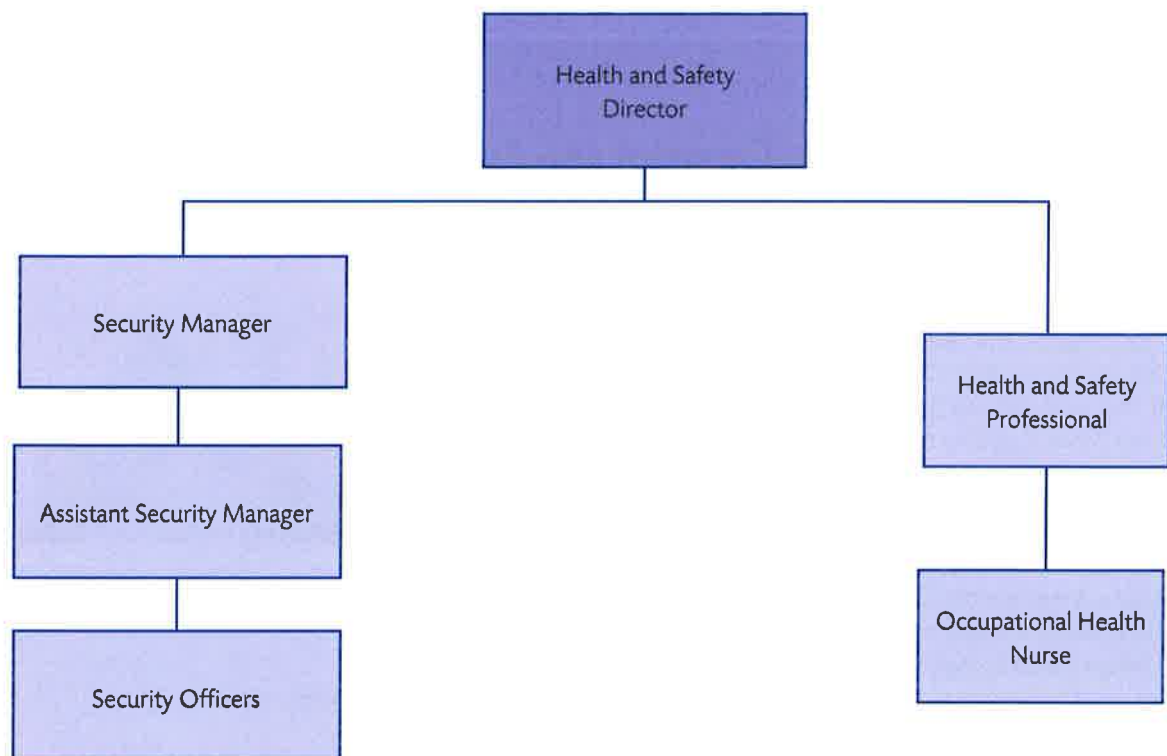 Health and Safety
Director
Security Manager
Assistant Security Manager
Security Officers
Health and Safety
Professional
Occupational Health
Nurse